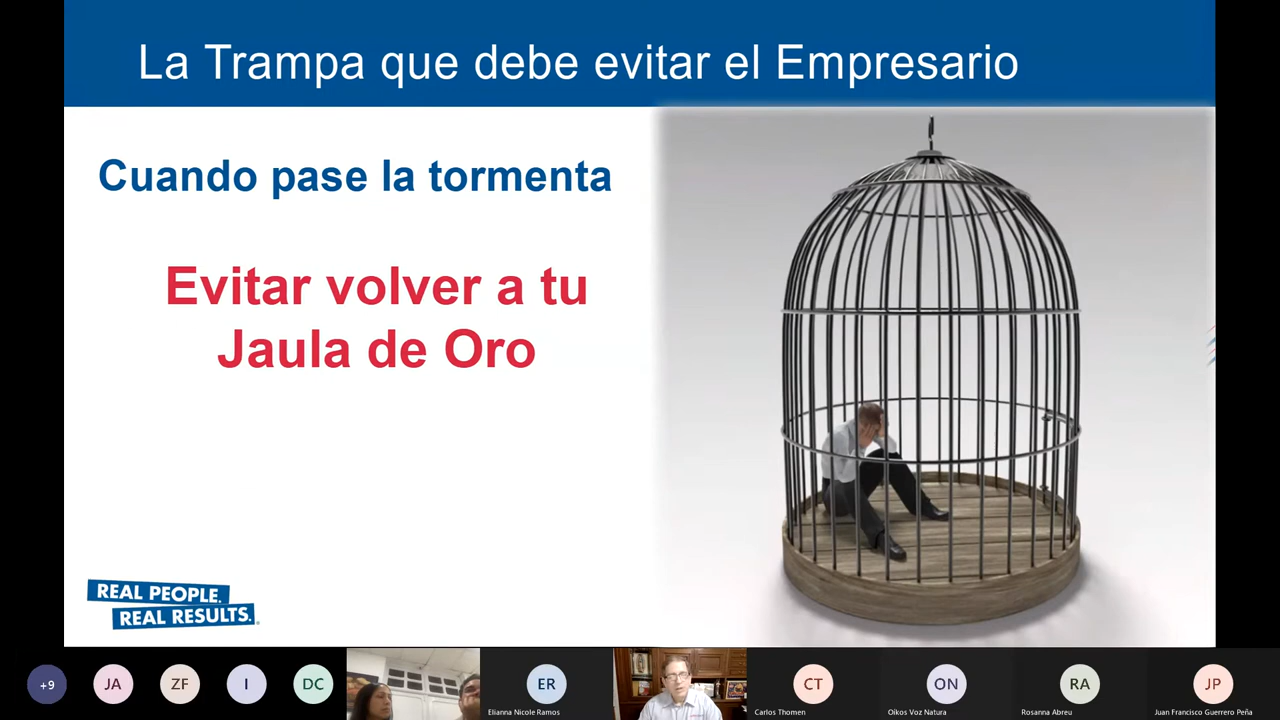 La Trampa que debe evitar el Empresario
Cuando pase la tormenta
Evitar volver a tu
Jaula de Oro
REAL PEOPLE.
REAL RESULTS.
+9
JA
ZF
I
DC
ER
Elianna Nicole Ramos
CT
Carlos Thomen
ON
Oikos Voz Natura
RA
Rosanna Abreu
JP
Juan Francisco Guerrero Peña